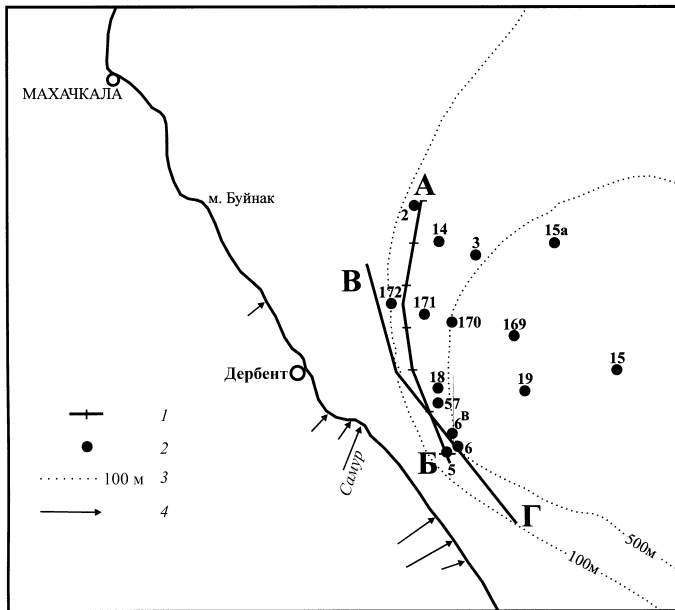 МАХАЧКАЛА
м. Буйнак
А
2
14
3
15а
В
172
171
170
169
15
Дербент
18
19
57
6В
6
Б
5
Самур
Г
1
2
100 м 3
4
500м
100м